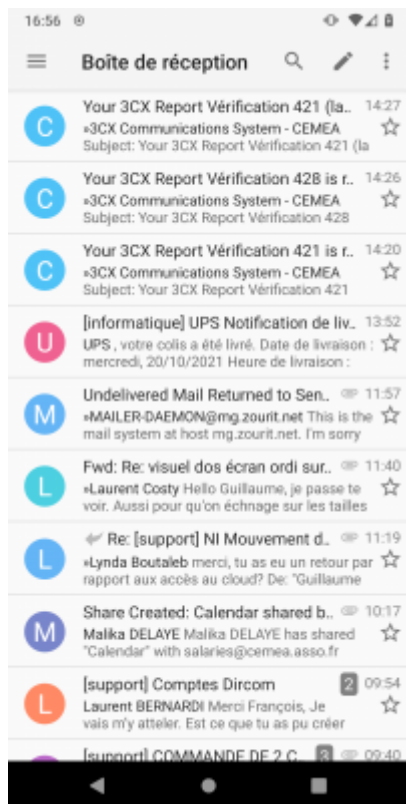 16:56
Boîte de réception
C Your 3CX Report Vérification 421 (la.. 14:27
»3CX Communications System - CEMEA
Subject: Your 3CX Report Vérification 421 (la
C Your 3CX Report Vérification 428 is r.. 14:26
»3CX Communications System - CEMEA
Subject: Your 3CX Report Vérification 428
C Your 3CX Report Vérification 421 is r.. 14:20
»3CX Communications System - CEMEA
Subject: Your 3CX Report Vérification 421
U [informatique] UPS Notification de liv.. 13:52
UPS , votre colis a été livré. Date de livraison :
mercredi, 20/10/2021 Heure de livraison :
M Undelivered Mail Returned to Sen.. 11:57
»MAILER-DAEMON@mg.zourit.net This is the
mail system at host mg.zourit.net. I'm sorry
L Fwd: Re: visuel dos écran ordi sur.. 11:40
»Laurent Costy Hello Guillaume, je passe te
voir. Aussi pour qu'on échnage sur les tailles
L Re: [support] NI Mouvement d.. 11:19
»Lynda Boutaleb merci, tu as eu un retour par
rapport aux accès au cloud? De: "Guillaume
M Share Created: Calendar shared b.. 10:17
Malika DELAYE Malika DELAYE has shared
"Calendar" with salaries@cemea.asso.fr
L [support] Comptes Dircom 2 09:54
Laurent BERNARDI Merci François, Je
vais m'y atteler. Est ce que tu as pu créer
[support] COMMANDE DE 2 C.. 3 09:40